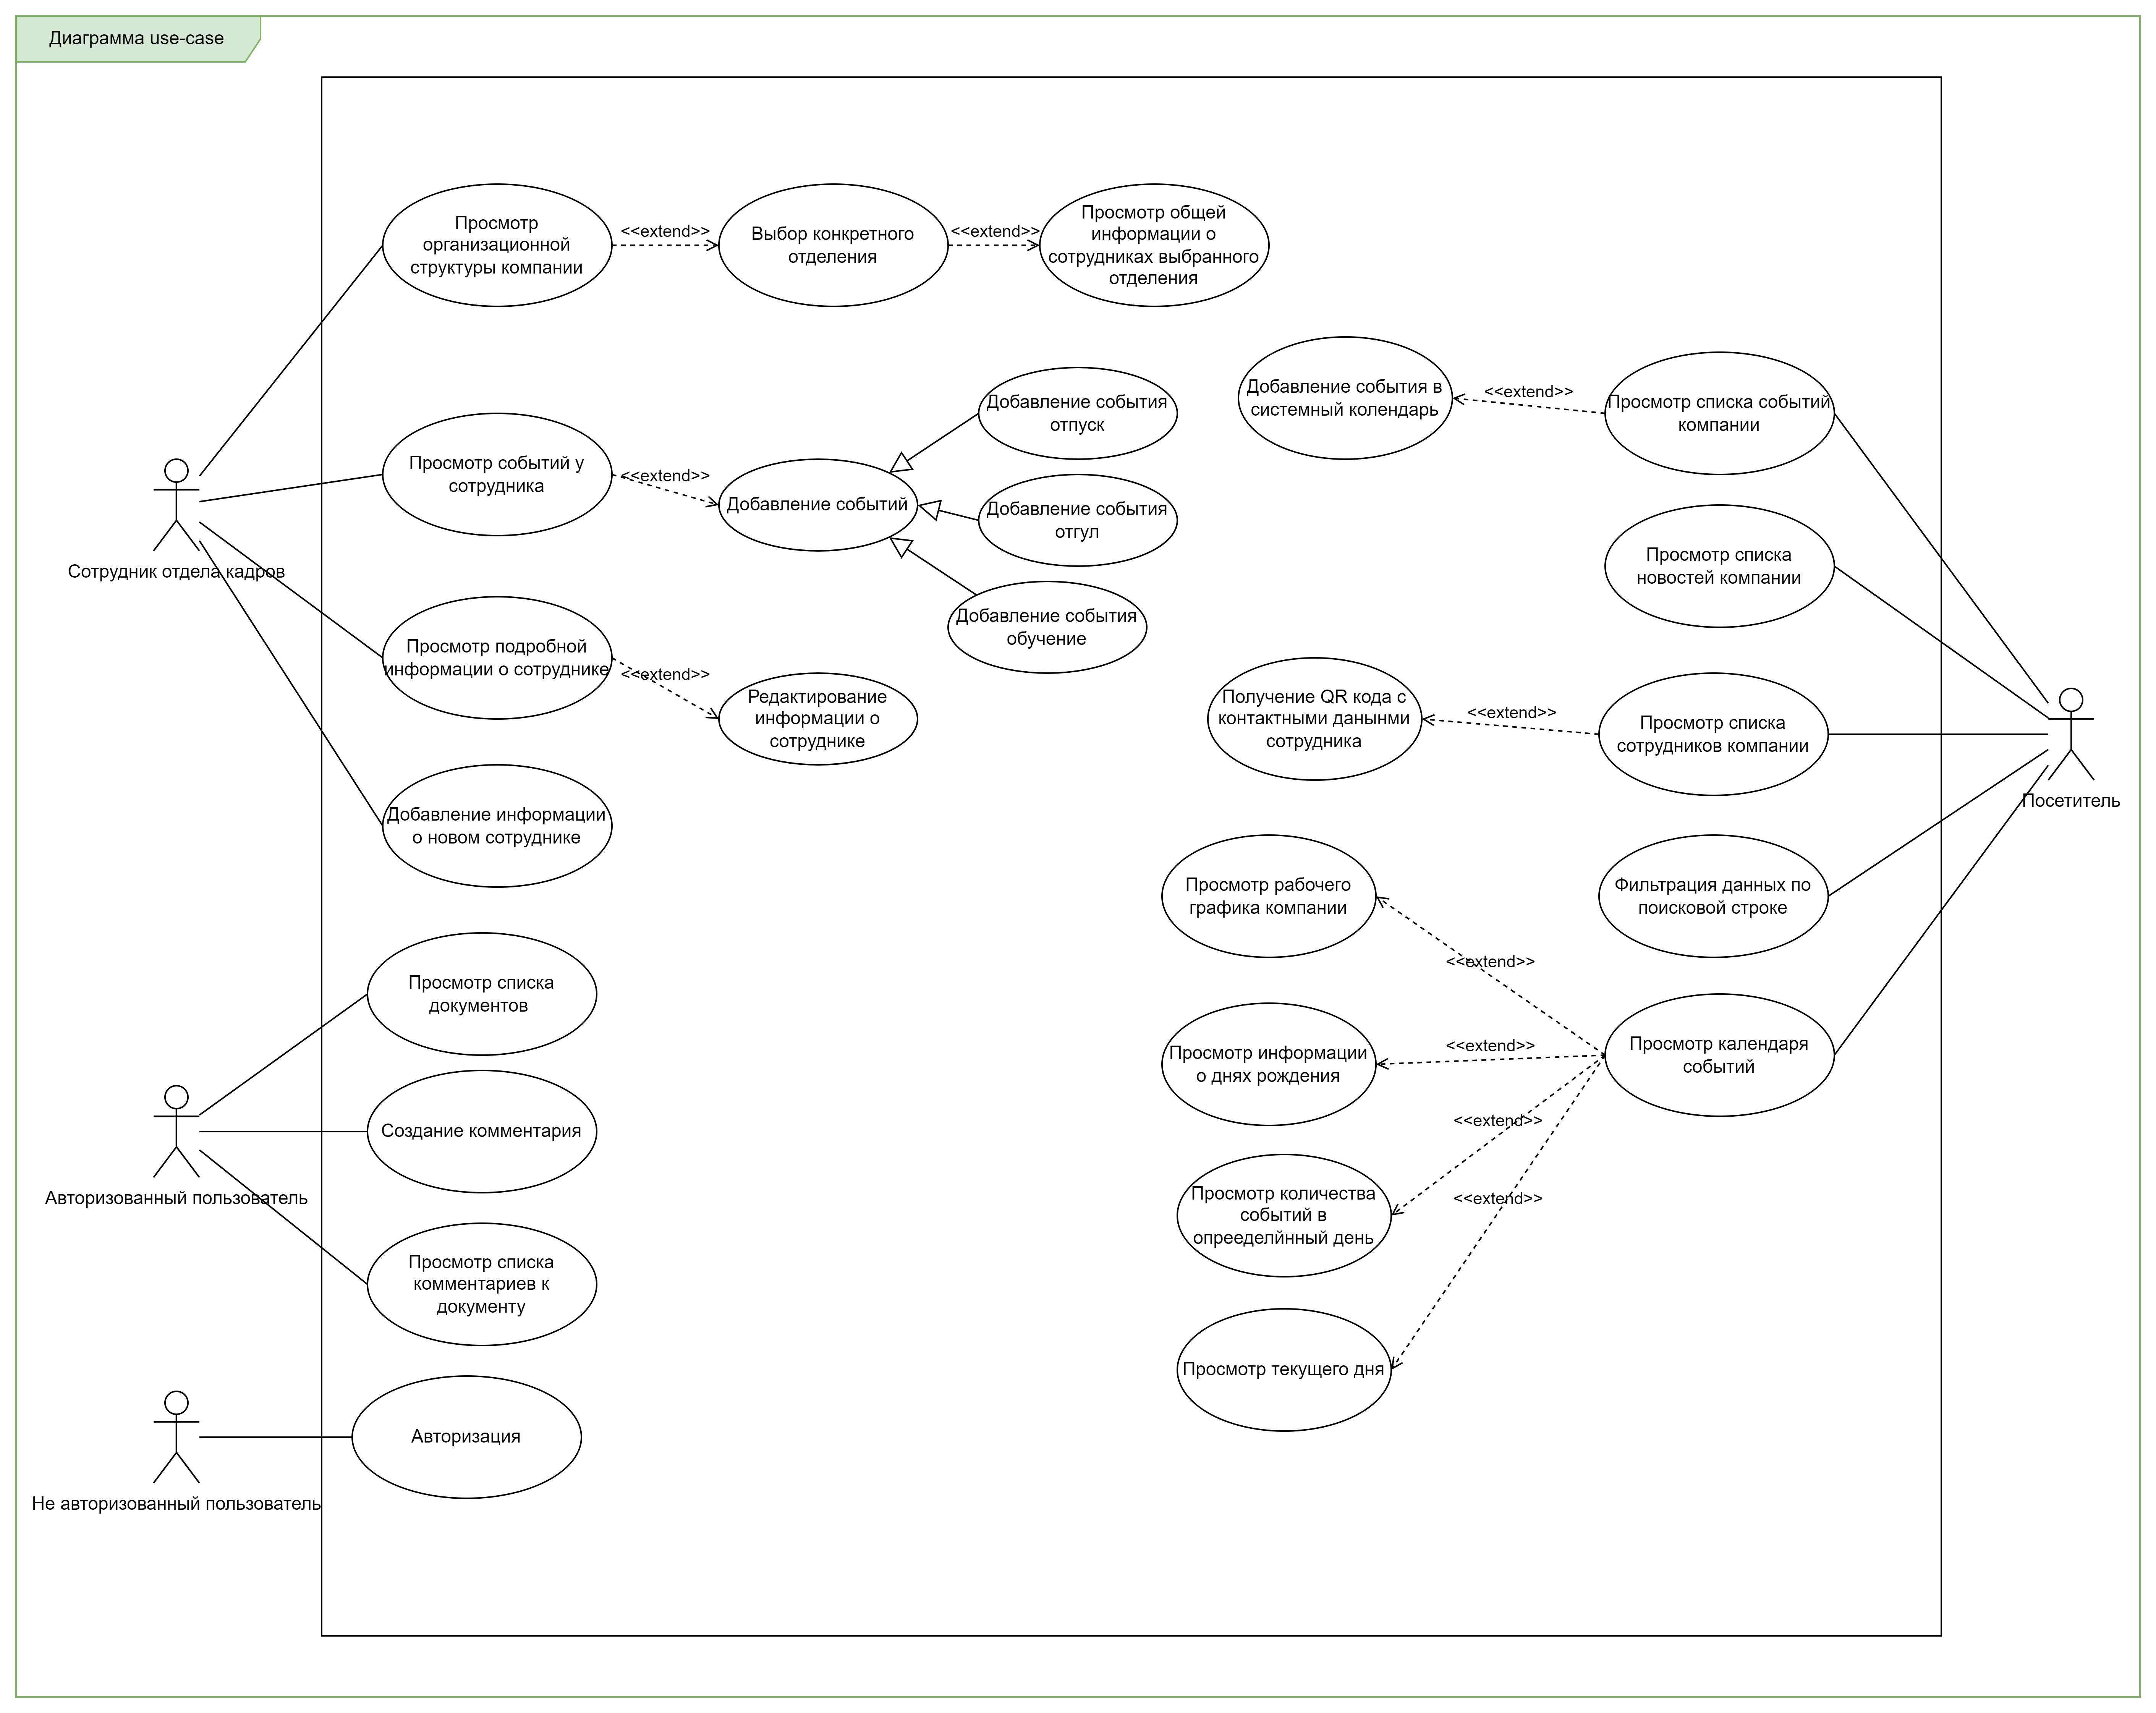 Диаграмма use-case
Просмотр
организационной
структуры компании
<<extend>>
Выбор конкретного
отделения
<<extend>>
Просмотр общей
информации о
сотрудниках выбранного
отделения
Просмотр событий у
сотрудника
<<extend>>
Добавление событий
Добавление события
отпуск
Добавление события
отгул
Добавление события
обучение
Сотрудник отдела кадров
Просмотр подробной
информации о сотруднике
<<extend>>
Редактирование
информации о
сотруднике
Добавление информации
о новом сотруднике
Просмотр списка
документов
Создание комментария
Авторизованный пользователь
Просмотр списка
комментариев к
документу
Авторизация
Не авторизованный пользователь
Добавление события в
системный колендарь
<<extend>>
Просмотр списка событий
компании
Просмотр списка
новостей компании
Получение QR кода с
контактными данынми
сотрудника
<<extend>>
Просмотр списка
сотрудников компании
Посетитель
Просмотр рабочего
графика компании
Фильтрация данных по
поисковой строке
<<extend>>
Просмотр информации
о днях рождения
<<extend>>
Просмотр календаря
событий
<<extend>>
Просмотр количества
событий в
опрееделйнный день
<<extend>>
Просмотр текущего дня